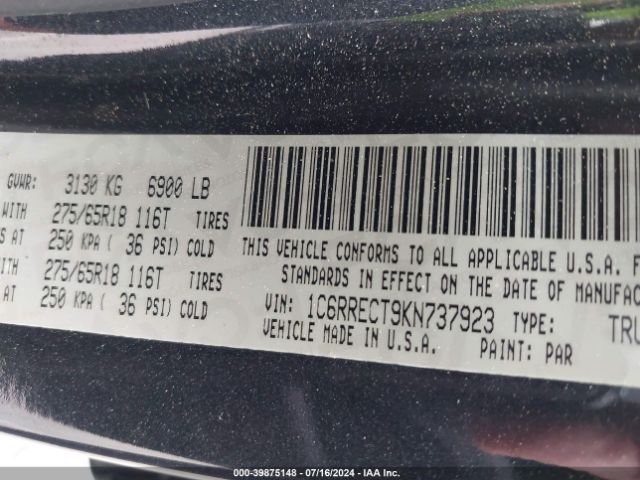 GVWR: 3130 KG 6900 LB
WITH 275/65R18 116T TIRES
S AT 250 KPA ( 36 PSI) COLD
WITH 275/65R18 116T TIRES
AT 250 KPA ( 36 PSI) COLD
THIS VEHICLE CONFORMS TO ALL APPLICABLE U.S.A. F
STANDARDS IN EFFECT ON THE DATE OF MANUFAC
VIN: 1C6RRECT9KN737923 TYPE: TRU
VEHICLE MADE IN U.S.A. PAINT: PAR
000-39875148 - 07/16/2024 - IAA Inc.